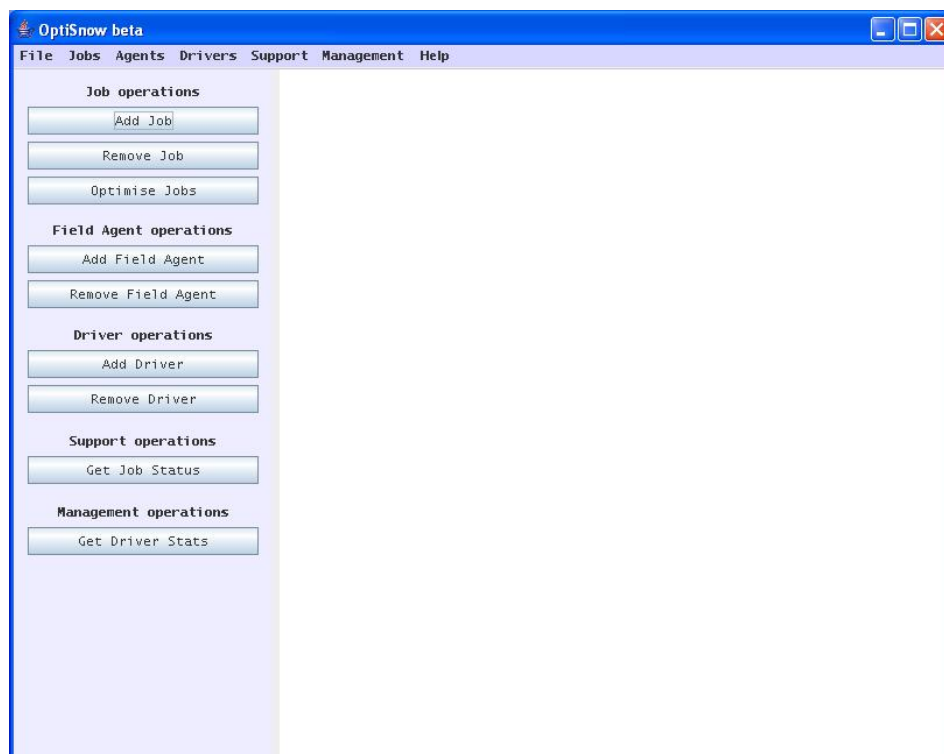 OptiSnow beta
File Jobs Agents Drivers Support Management Help
Job operations
Add Job
Remove Job
Optimise Jobs
Field Agent operations
Add Field Agent
Remove Field Agent
Driver operations
Add Driver
Remove Driver
Support operations
Get Job Status
Management operations
Get Driver Stats